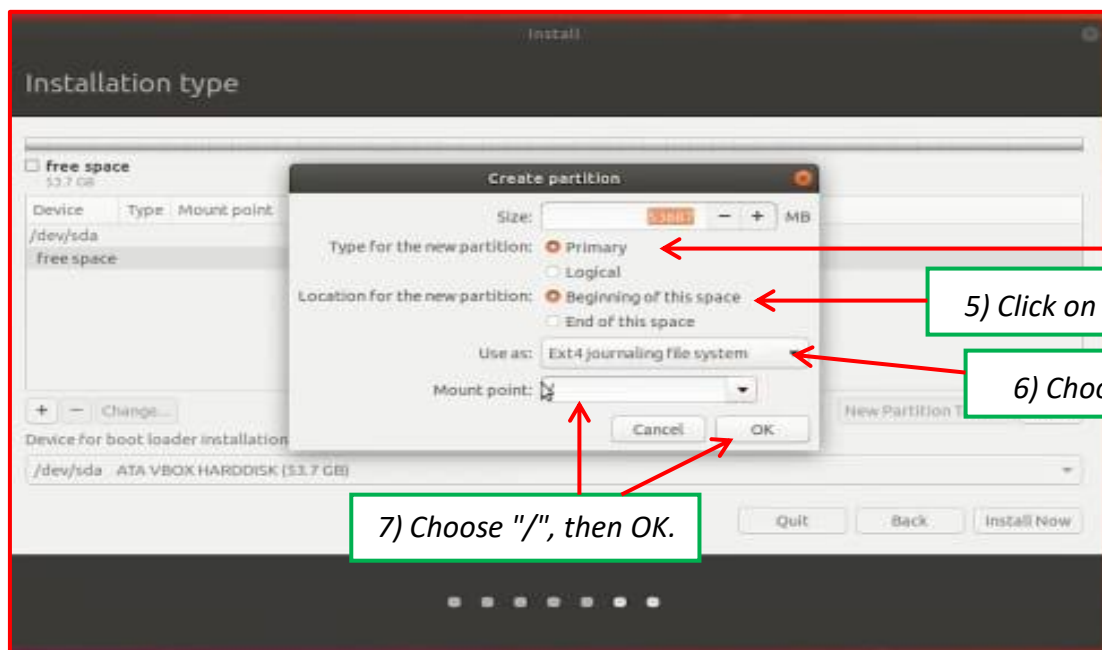 Install
Installation type
free space
53.7 GB
Device Type Mount point
/dev/sda
free space
Create partition
Size: 53687 − + MB
Type for the new partition: Primary
Logical
Location for the new partition: Beginning of this space
End of this space
Use as: Ext4 journaling file system
Mount point:
Cancel OK
5) Click on
6) Choo
7) Choose "/", then OK.
+ − Change... New Partition T
Device for boot loader installation
/dev/sda ATA VBOX HARDDISK (53.7 GB)
Quit Back Install Now